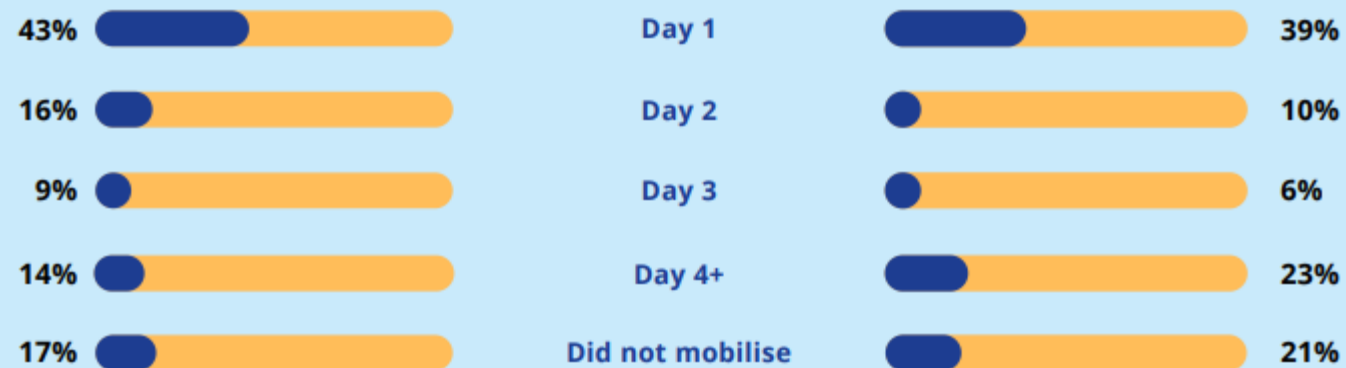 43% Day 1 39%
16% Day 2 10%
9% Day 3 6%
14% Day 4+ 23%
17% Did not mobilise 21%